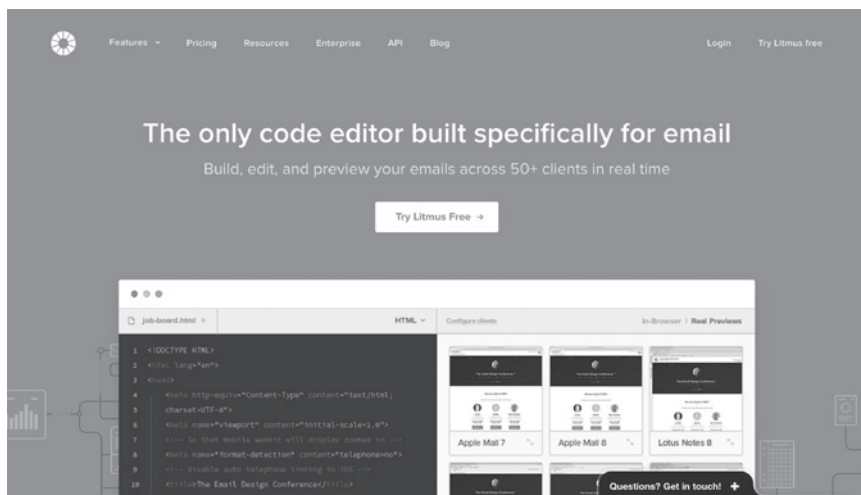 Features Pricing Resources Enterprise API Blog Login Try Litmus free
The only code editor built specifically for email
Build, edit, and preview your emails across 50+ clients in real time
Try Litmus Free →
job-board.html × HTML Configure clients In-Browser | Real Previews
1 <!DOCTYPE HTML>
2 <html lang="en">
3 <head>
4 <meta http-equiv="Content-Type" content="text/html;
5 charset=UTF-8">
6 <meta name="viewport" content="initial-scale=1.0">
7 <!-- So that mobile webkit will display zoomed in -->
8 <meta name="format-detection" content="telephone=no">
9 <!-- disable auto telephone linking in iOS -->
10 <title>The Email Design Conference</title>
Apple Mail 7 Apple Mail 8 Lotus Notes 8
Questions? Get in touch! +